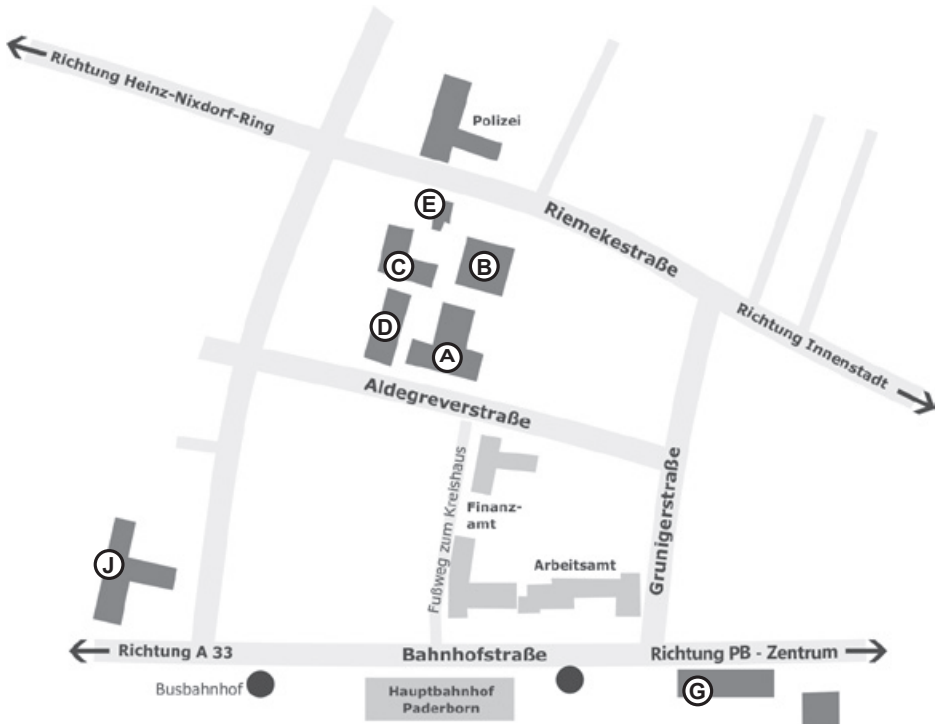 Richtung Heinz-Nixdorf-Ring
Polizei
E
Riemekestraße
C
B
D
A
Richtung Innenstadt
Aldegreverstraße
Fußweg zum Kreishaus
Finanz-
amt
Grunigerstraße
J
Arbeitsamt
Richtung A 33
Bahnhofstraße
Richtung PB - Zentrum
Busbahnhof
Hauptbahnhof
Paderborn
G